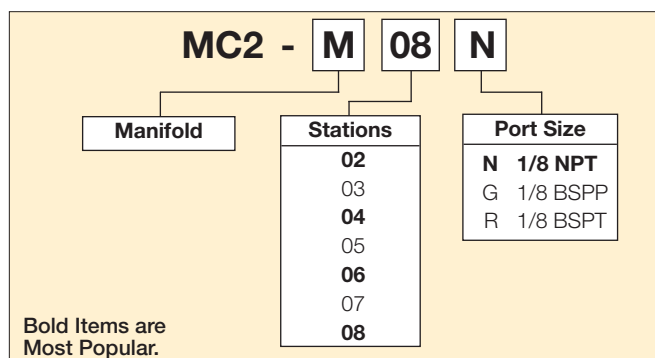 MC2 - M 08 N
Manifold
Stations
02
03
04
05
06
07
08
Port Size
N 1/8 NPT
G 1/8 BSPP
R 1/8 BSPT
Bold Items are
Most Popular.